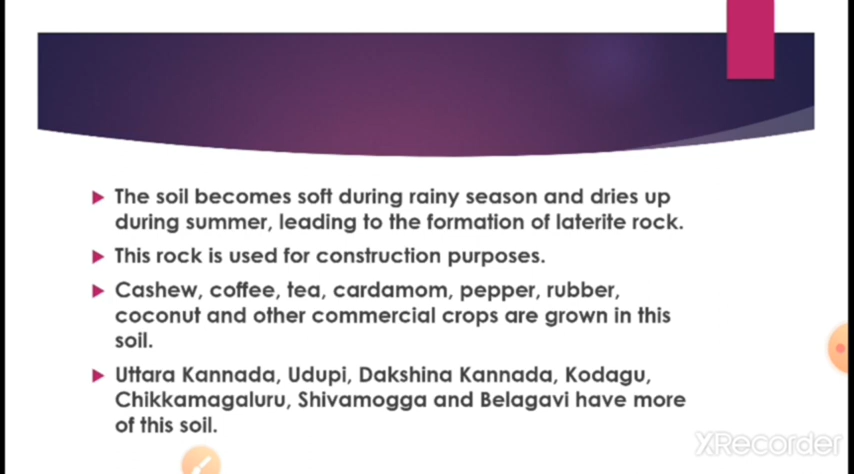 The soil becomes soft during rainy season and dries up
during summer, leading to the formation of laterite rock.
This rock is used for construction purposes.
Cashew, coffee, tea, cardamom, pepper, rubber,
coconut and other commercial crops are grown in this
soil.
Uttara Kannada, Udupi, Dakshina Kannada, Kodagu,
Chikkamagaluru, Shivamogga and Belagavi have more
of this soil.
XRecorder